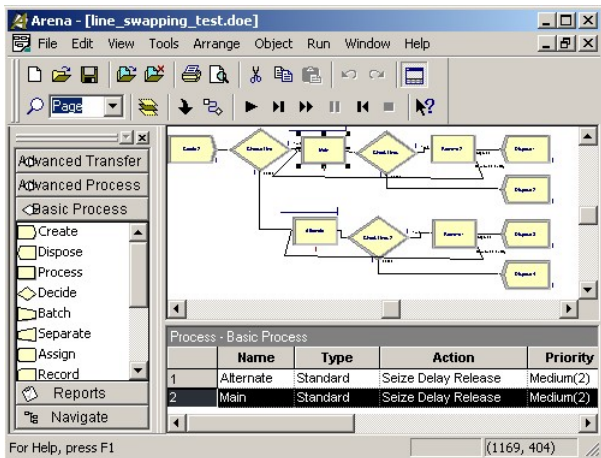 Arena - [line_swapping_test.doe]
File Edit View Tools Arrange Object Run Window Help
Page
Advanced Transfer
Advanced Process
Basic Process
Create
Dispose
Process
Decide
Batch
Separate
Assign
Record
Reports
Navigate
Main
Alternate
Process - Basic Process
Name Type Action Priority
1 Alternate Standard Seize Delay Release Medium(2)
2 Main Standard Seize Delay Release Medium(2)
For Help, press F1
(1169, 404)